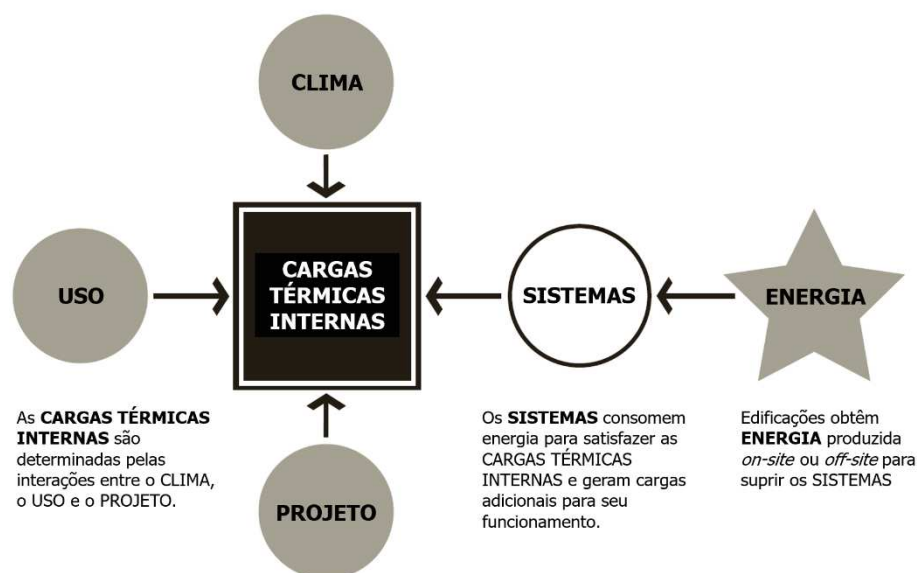 CLIMA
USO
CARGAS
TÉRMICAS
INTERNAS
SISTEMAS
ENERGIA
PROJETO
As CARGAS TÉRMICAS
INTERNAS são
determinadas pelas
interações entre o CLIMA,
o USO e o PROJETO.
Os SISTEMAS consomem
energia para satisfazer as
CARGAS TÉRMICAS
INTERNAS e geram cargas
adicionais para seu
funcionamento.
Edificações obtêm
ENERGIA produzida
on-site ou off-site para
suprir os SISTEMAS